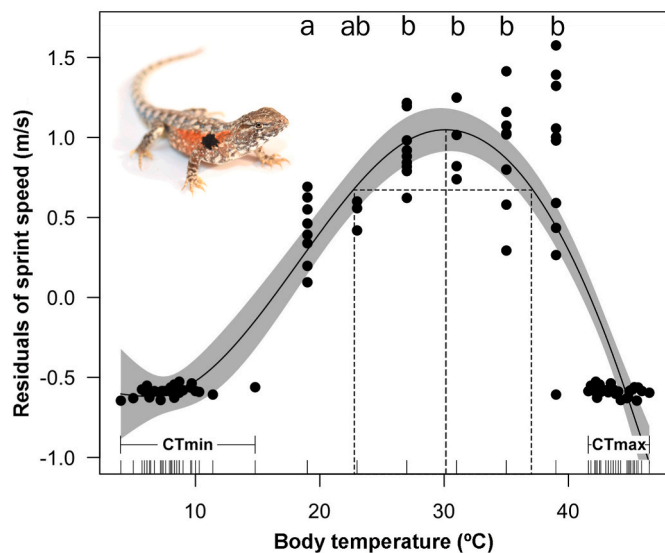 a ab b b b b
1.5
1.0
0.5
0.0
-0.5
-1.0
Residuals of sprint speed (m/s)
CTmin CTmax
10 20 30 40
Body temperature (ºC)